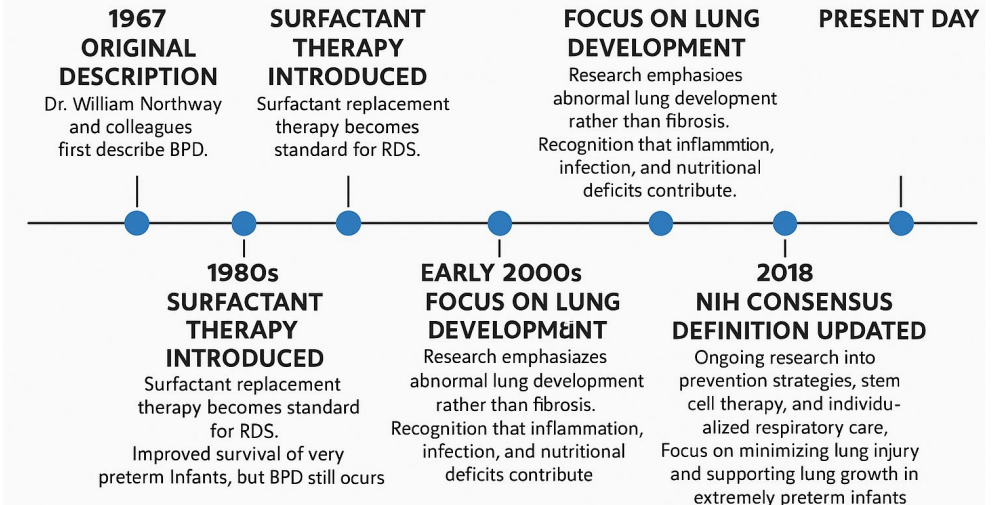 1967
ORIGINAL
DESCRIPTION
Dr. William Northway
and colleagues
first describe BPD.
SURFACTANT
THERAPY
INTRODUCED
Surfactant replacement
therapy becomes
standard for RDS.
FOCUS ON LUNG
DEVELOPMENT
Research emphasioes
abnormal lung development
rather than fibrosis.
Recognition that inflammtion,
infection, and nutritional
deficits contribute.
PRESENT DAY
1980s
SURFACTANT
THERAPY
INTRODUCED
Surfactant replacement
therapy becomes standard
for RDS.
Improved survival of very
preterm Infants, but BPD still ocurs
EARLY 2000s
FOCUS ON LUNG
Research emphasiazes
abnormal lung development
rather than fibrosis.
Recognition that inflammation,
infection, and nutritional
deficits contribute
2018
NIH CONSENSUS
DEFINITION UPDATED
Ongoing research into
prevention strategies, stem
cell therapy, and individu-
alized respiratory care,
Focus on minimizing lung injury
and supporting lung growth in
extremely preterm infants